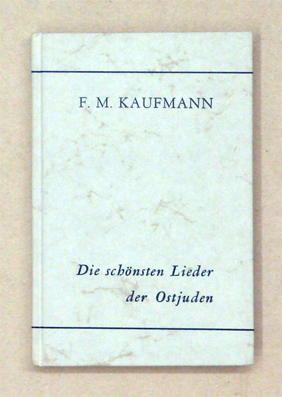 F. M. KAUFMANN
Die schönsten Lieder
der Ostjuden